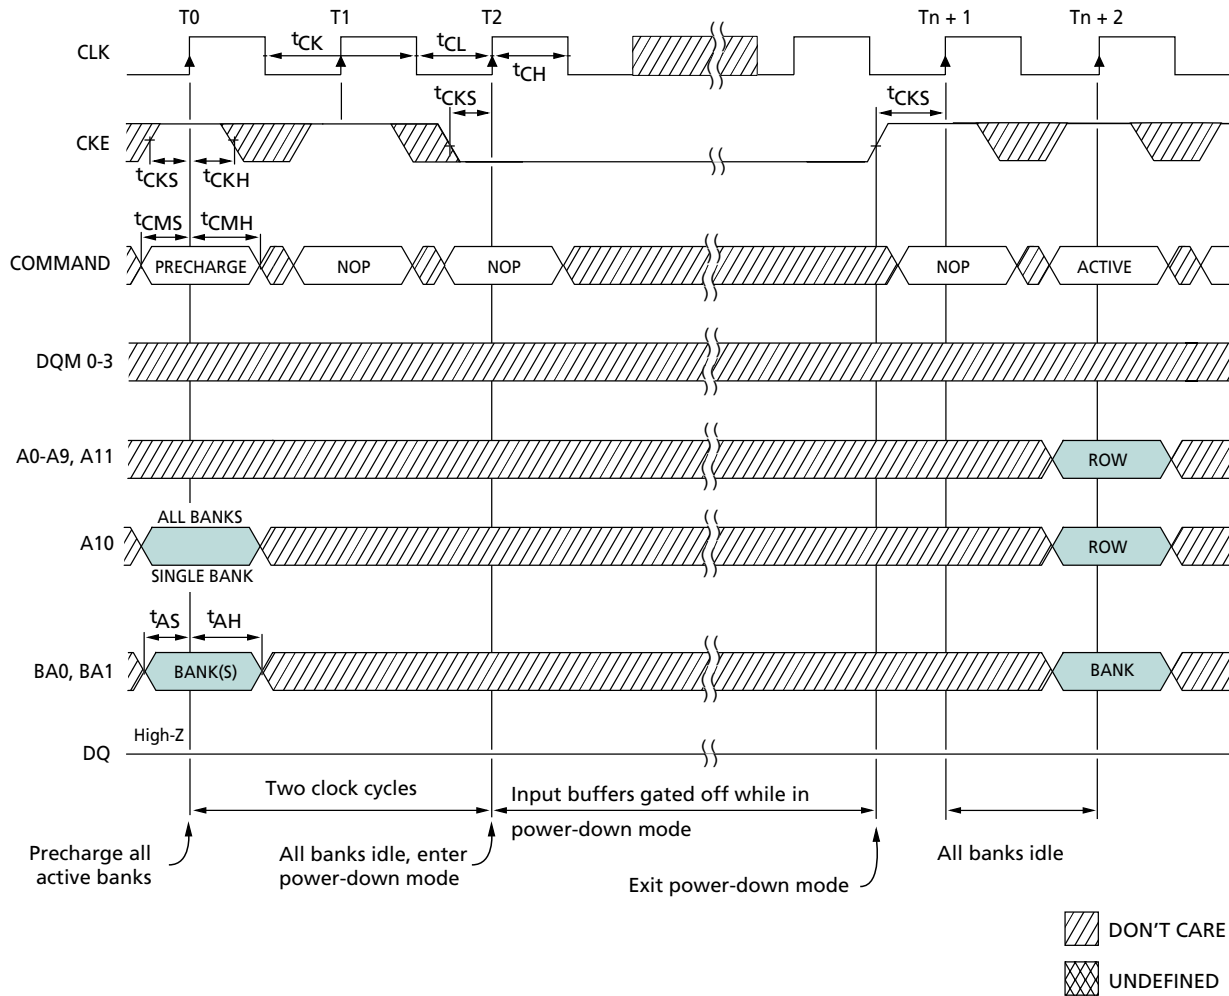 T0 T1 T2 Tn + 1 Tn + 2
CLK
tCK tCL
tCH
tCKS tCKS
CKE
tCKS tCKH
tCMS tCMH
COMMAND PRECHARGE NOP NOP NOP ACTIVE
DQM 0-3
A0-A9, A11 ROW
ALL BANKS
A10 ROW
SINGLE BANK
tAS tAH
BA0, BA1 BANK(S) BANK
High-Z
DQ
Two clock cycles
Input buffers gated off while in
power-down mode
Precharge all
active banks
All banks idle, enter
power-down mode
Exit power-down mode
All banks idle
DON'T CARE
UNDEFINED